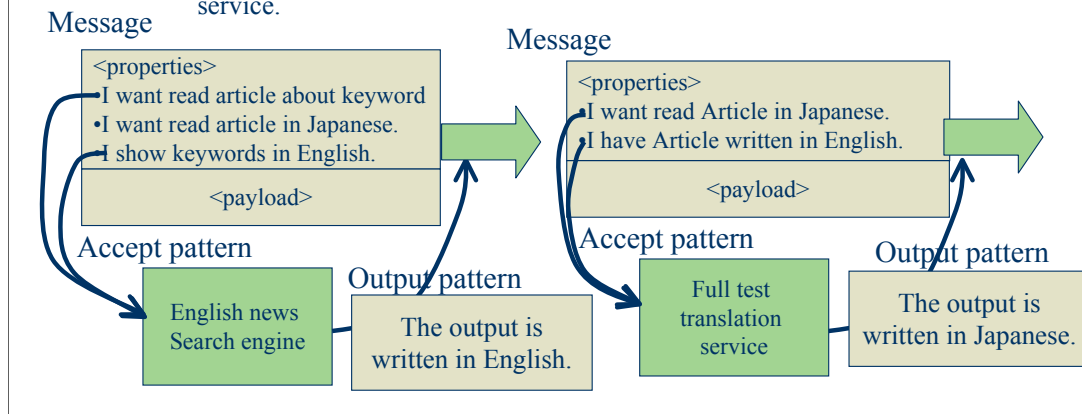 service.
Message
<properties>
•I want read article about keyword
•I want read article in Japanese.
•I show keywords in English.
<payload>
Accept pattern
English news
Search engine
Output pattern
The output is
written in English.
Message
<properties>
•I want read Article in Japanese.
•I have Article written in English.
<payload>
Accept pattern
Full test
translation
service
Output pattern
The output is
written in Japanese.